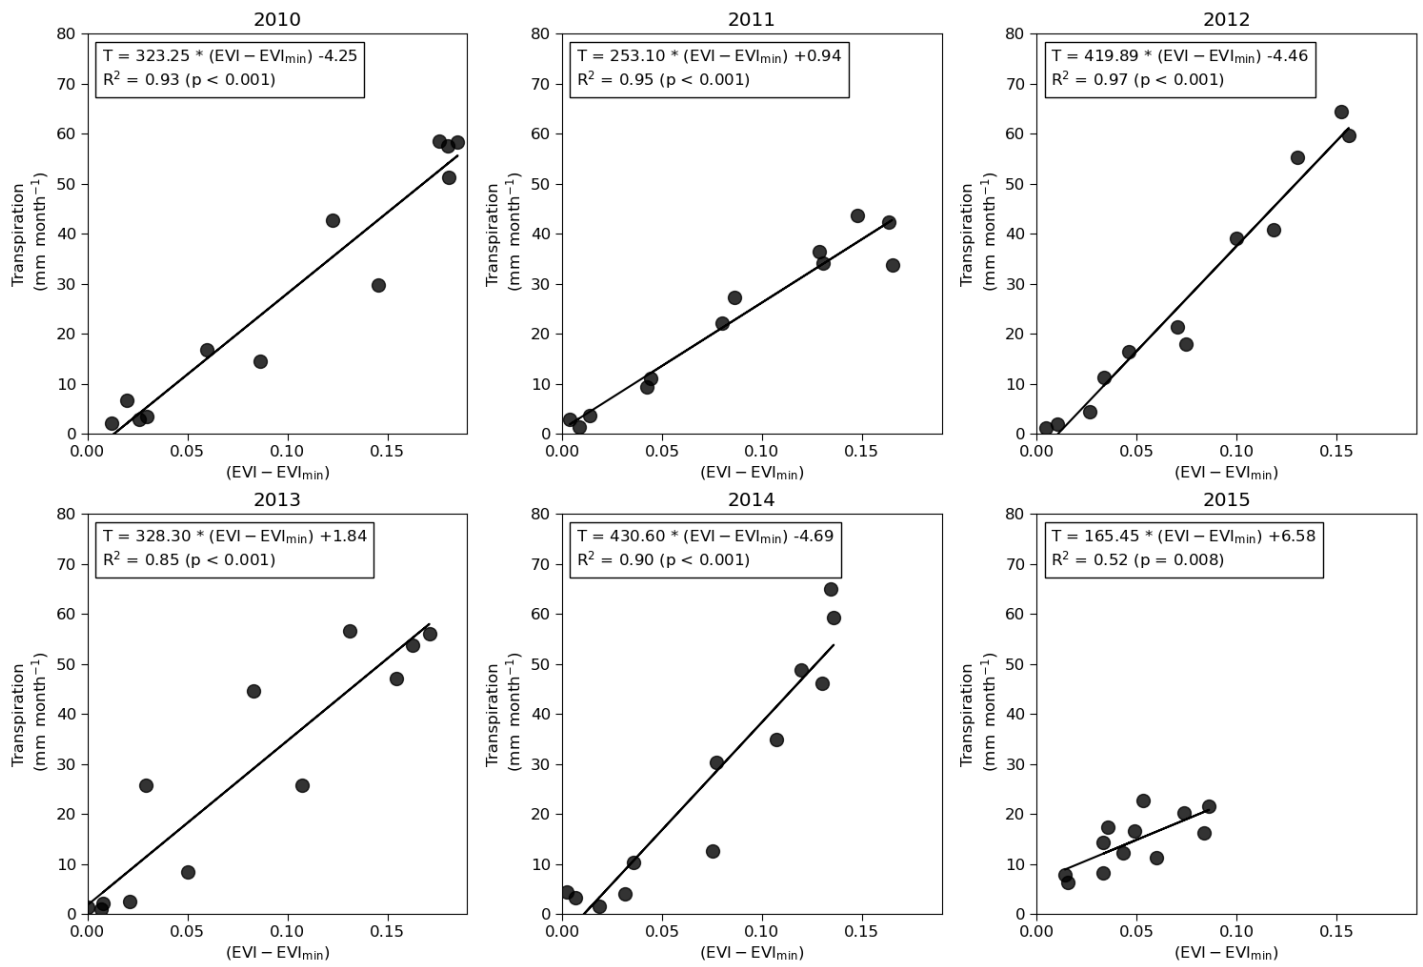 2010
T = 323.25 * (EVI − EVImin) -4.25
R² = 0.93 (p < 0.001)
80
70
60
50
40
30
20
10
0
Transpiration
(mm month⁻¹)
0.00 0.05 0.10 0.15
(EVI − EVImin)
2011
T = 253.10 * (EVI − EVImin) +0.94
R² = 0.95 (p < 0.001)
80
70
60
50
40
30
20
10
0
Transpiration
(mm month⁻¹)
0.00 0.05 0.10 0.15
(EVI − EVImin)
2012
T = 419.89 * (EVI − EVImin) -4.46
R² = 0.97 (p < 0.001)
80
70
60
50
40
30
20
10
0
Transpiration
(mm month⁻¹)
0.00 0.05 0.10 0.15
(EVI − EVImin)
2013
T = 328.30 * (EVI − EVImin) +1.84
R² = 0.85 (p < 0.001)
80
70
60
50
40
30
20
10
0
Transpiration
(mm month⁻¹)
0.00 0.05 0.10 0.15
(EVI − EVImin)
2014
T = 430.60 * (EVI − EVImin) -4.69
R² = 0.90 (p < 0.001)
80
70
60
50
40
30
20
10
0
Transpiration
(mm month⁻¹)
0.00 0.05 0.10 0.15
(EVI − EVImin)
2015
T = 165.45 * (EVI − EVImin) +6.58
R² = 0.52 (p = 0.008)
80
70
60
50
40
30
20
10
0
Transpiration
(mm month⁻¹)
0.00 0.05 0.10 0.15
(EVI − EVImin)